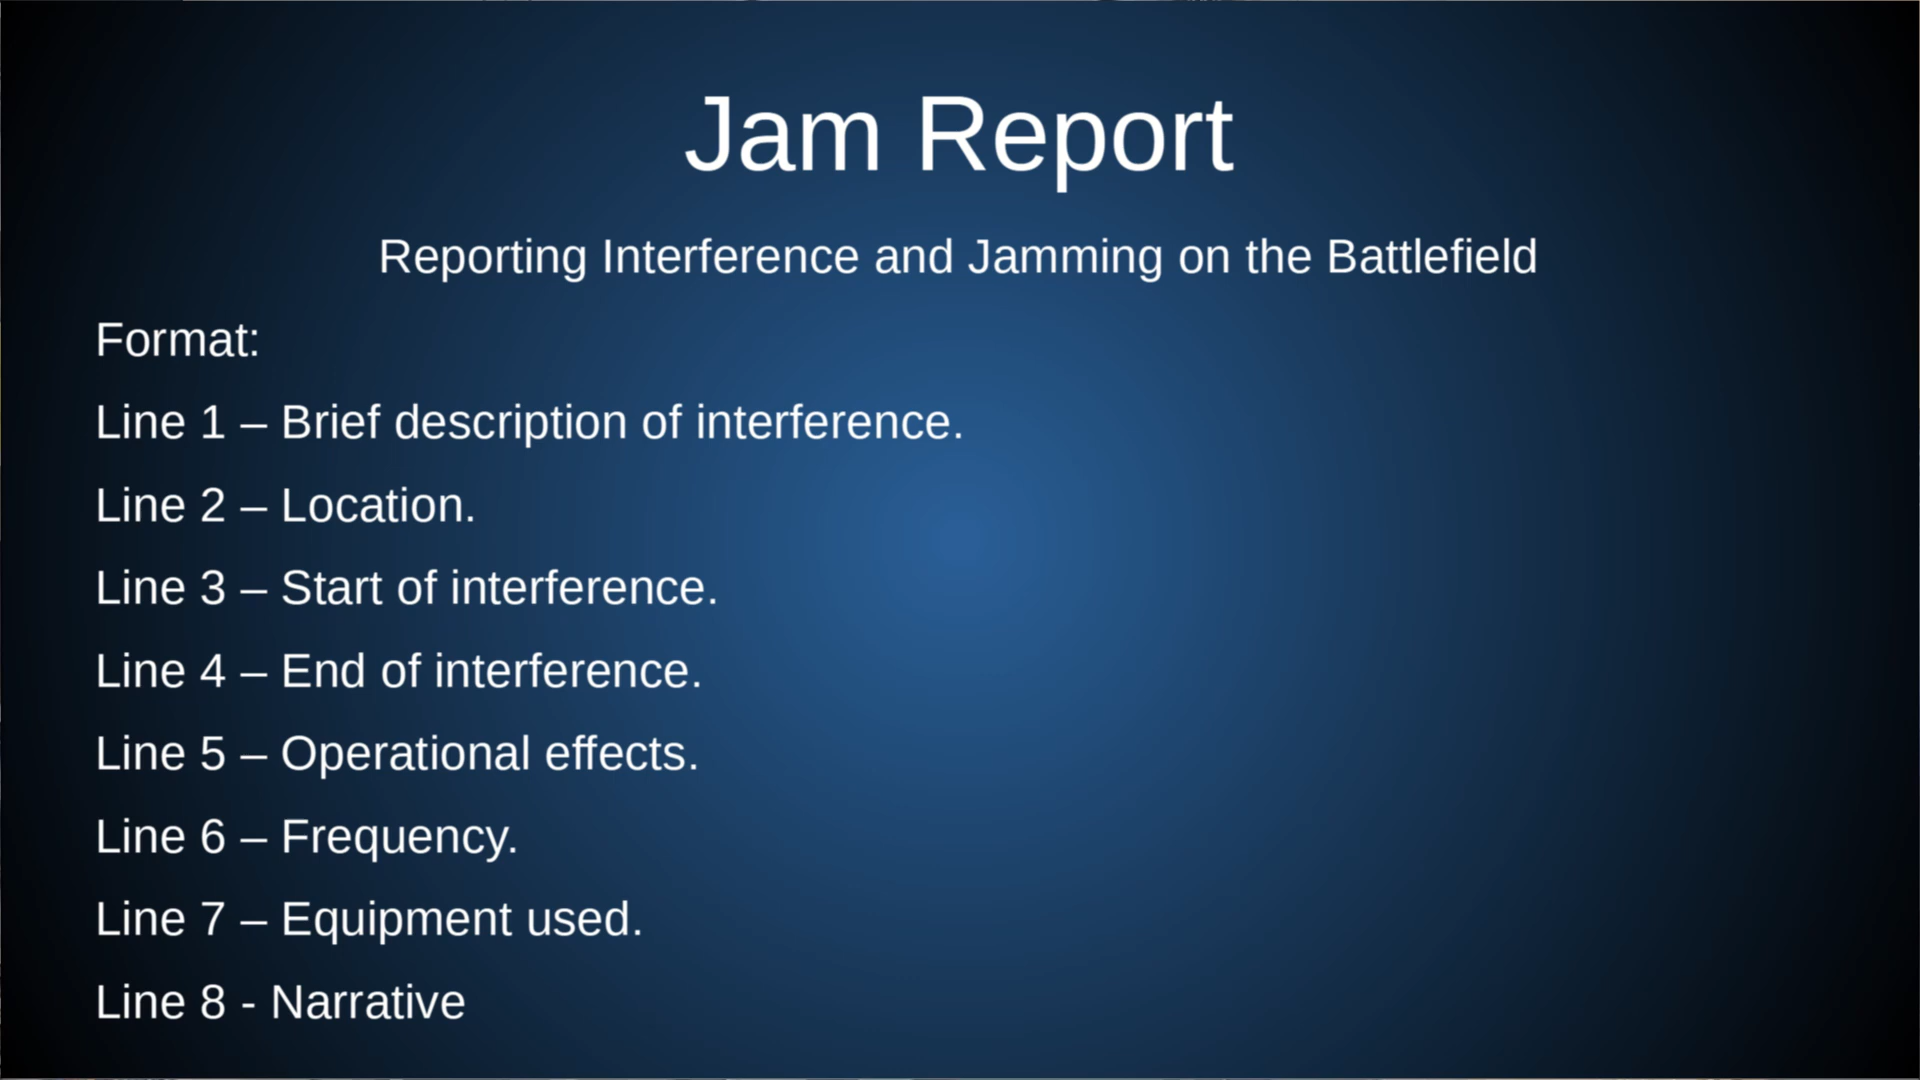 Jam Report
Reporting Interference and Jamming on the Battlefield
Format:
Line 1 – Brief description of interference.
Line 2 – Location.
Line 3 – Start of interference.
Line 4 – End of interference.
Line 5 – Operational effects.
Line 6 – Frequency.
Line 7 – Equipment used.
Line 8 - Narrative